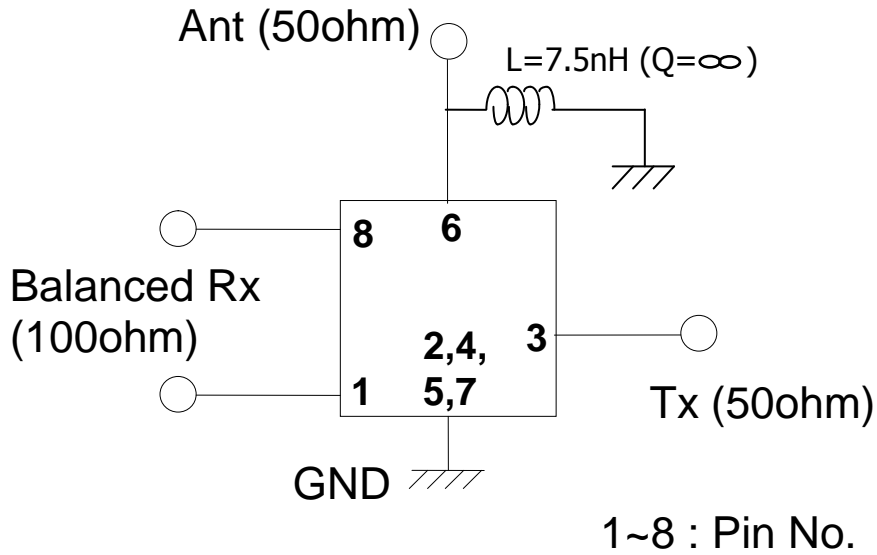 Ant (50ohm)
L=7.5nH (Q=∞)
8
6
Balanced Rx
(100ohm)
2,4,
5,7
3
1
Tx (50ohm)
GND
1~8 : Pin No.